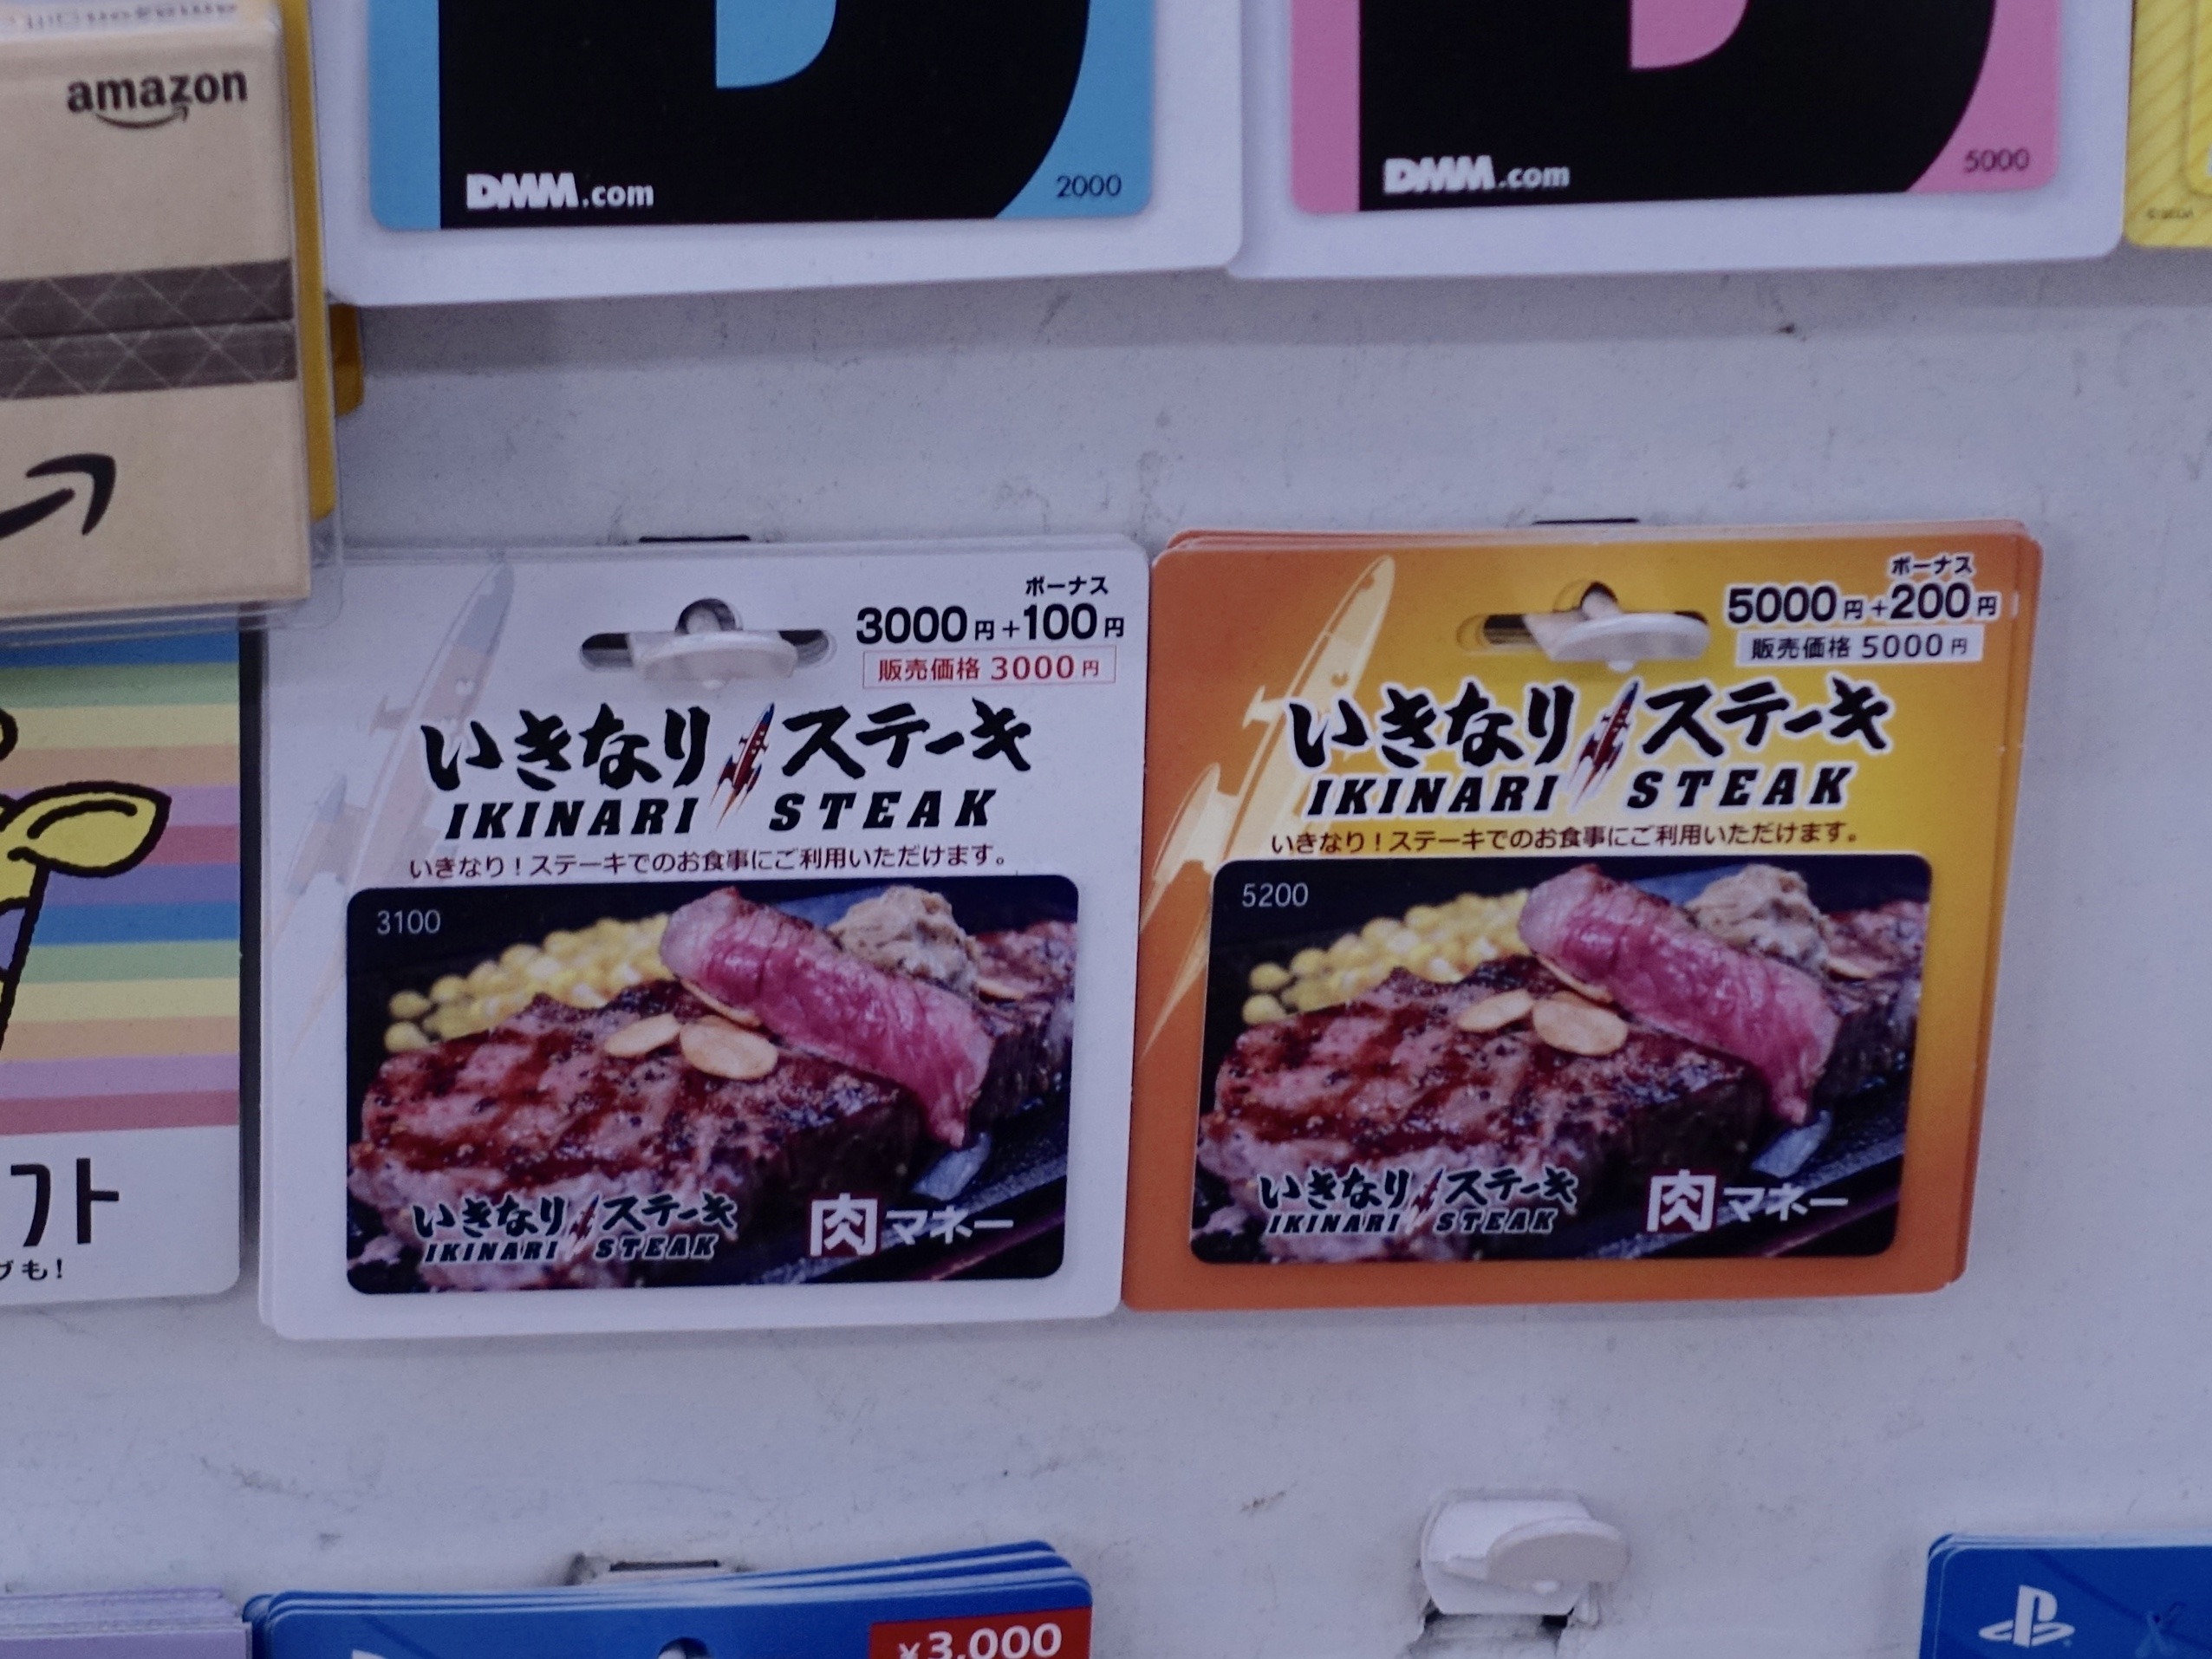 amazon
DMM.com
2000
DMM.com
5000
ボーナス
3000円+100円
販売価格 3000円
いきなりステーキ
IKINARI STEAK
いきなり！ステーキでのお食事にご利用いただけます。
3100
いきなりステーキ
IKINARI STEAK
肉マネー
ボーナス
5000円+200円
販売価格 5000円
いきなりステーキ
IKINARI STEAK
いきなり！ステーキでのお食事にご利用いただけます。
5200
いきなりステーキ
IKINARI STEAK
肉マネー
フト
も!
¥3,000